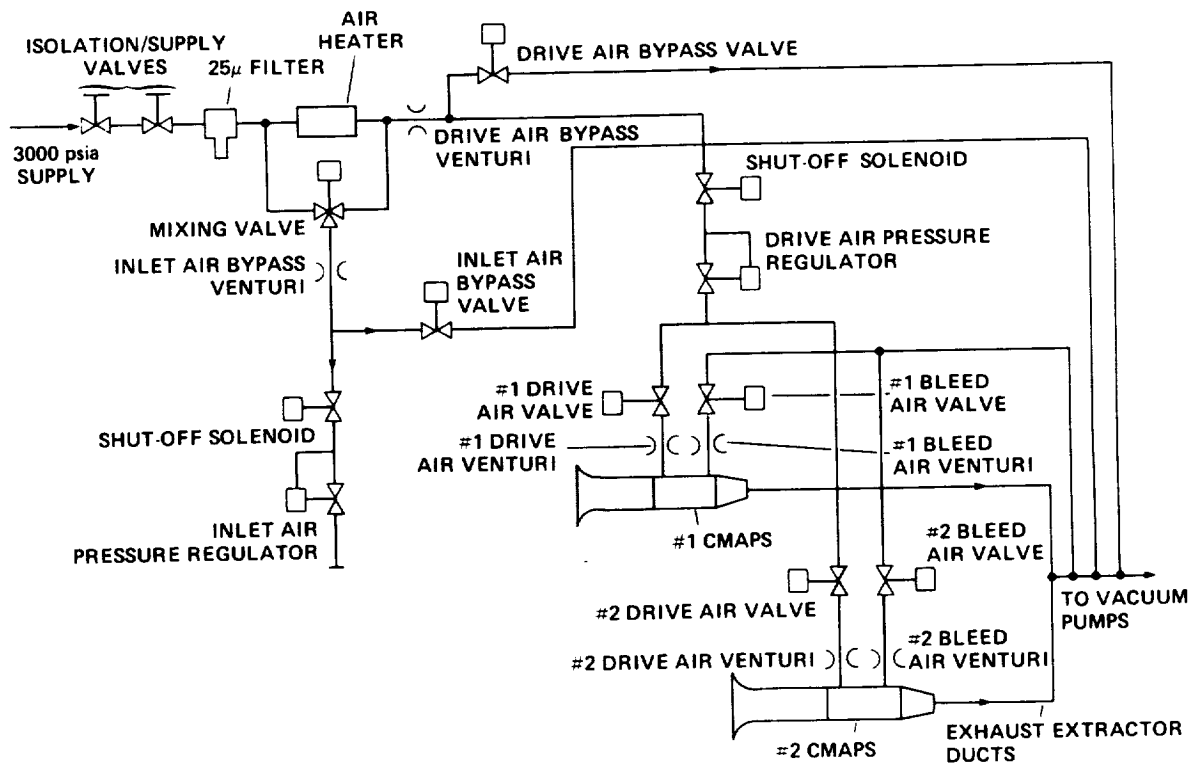 ISOLATION/SUPPLY
VALVES
25μ FILTER
AIR
HEATER
DRIVE AIR BYPASS VALVE
3000 psia
SUPPLY
DRIVE AIR BYPASS
VENTURI
SHUT-OFF SOLENOID
MIXING VALVE
INLET AIR BYPASS
VENTURI
INLET AIR
BYPASS
VALVE
DRIVE AIR PRESSURE
REGULATOR
#1 DRIVE
AIR VALVE
#1 BLEED
AIR VALVE
SHUT-OFF SOLENOID
#1 DRIVE
AIR VENTURI
#1 BLEED
AIR VENTURI
INLET AIR
PRESSURE REGULATOR
#1 CMAPS
#2 BLEED
AIR VALVE
#2 DRIVE AIR VALVE
TO VACUUM
PUMPS
#2 DRIVE AIR VENTURI
#2 BLEED
AIR VENTURI
#2 CMAPS
EXHAUST EXTRACTOR
DUCTS